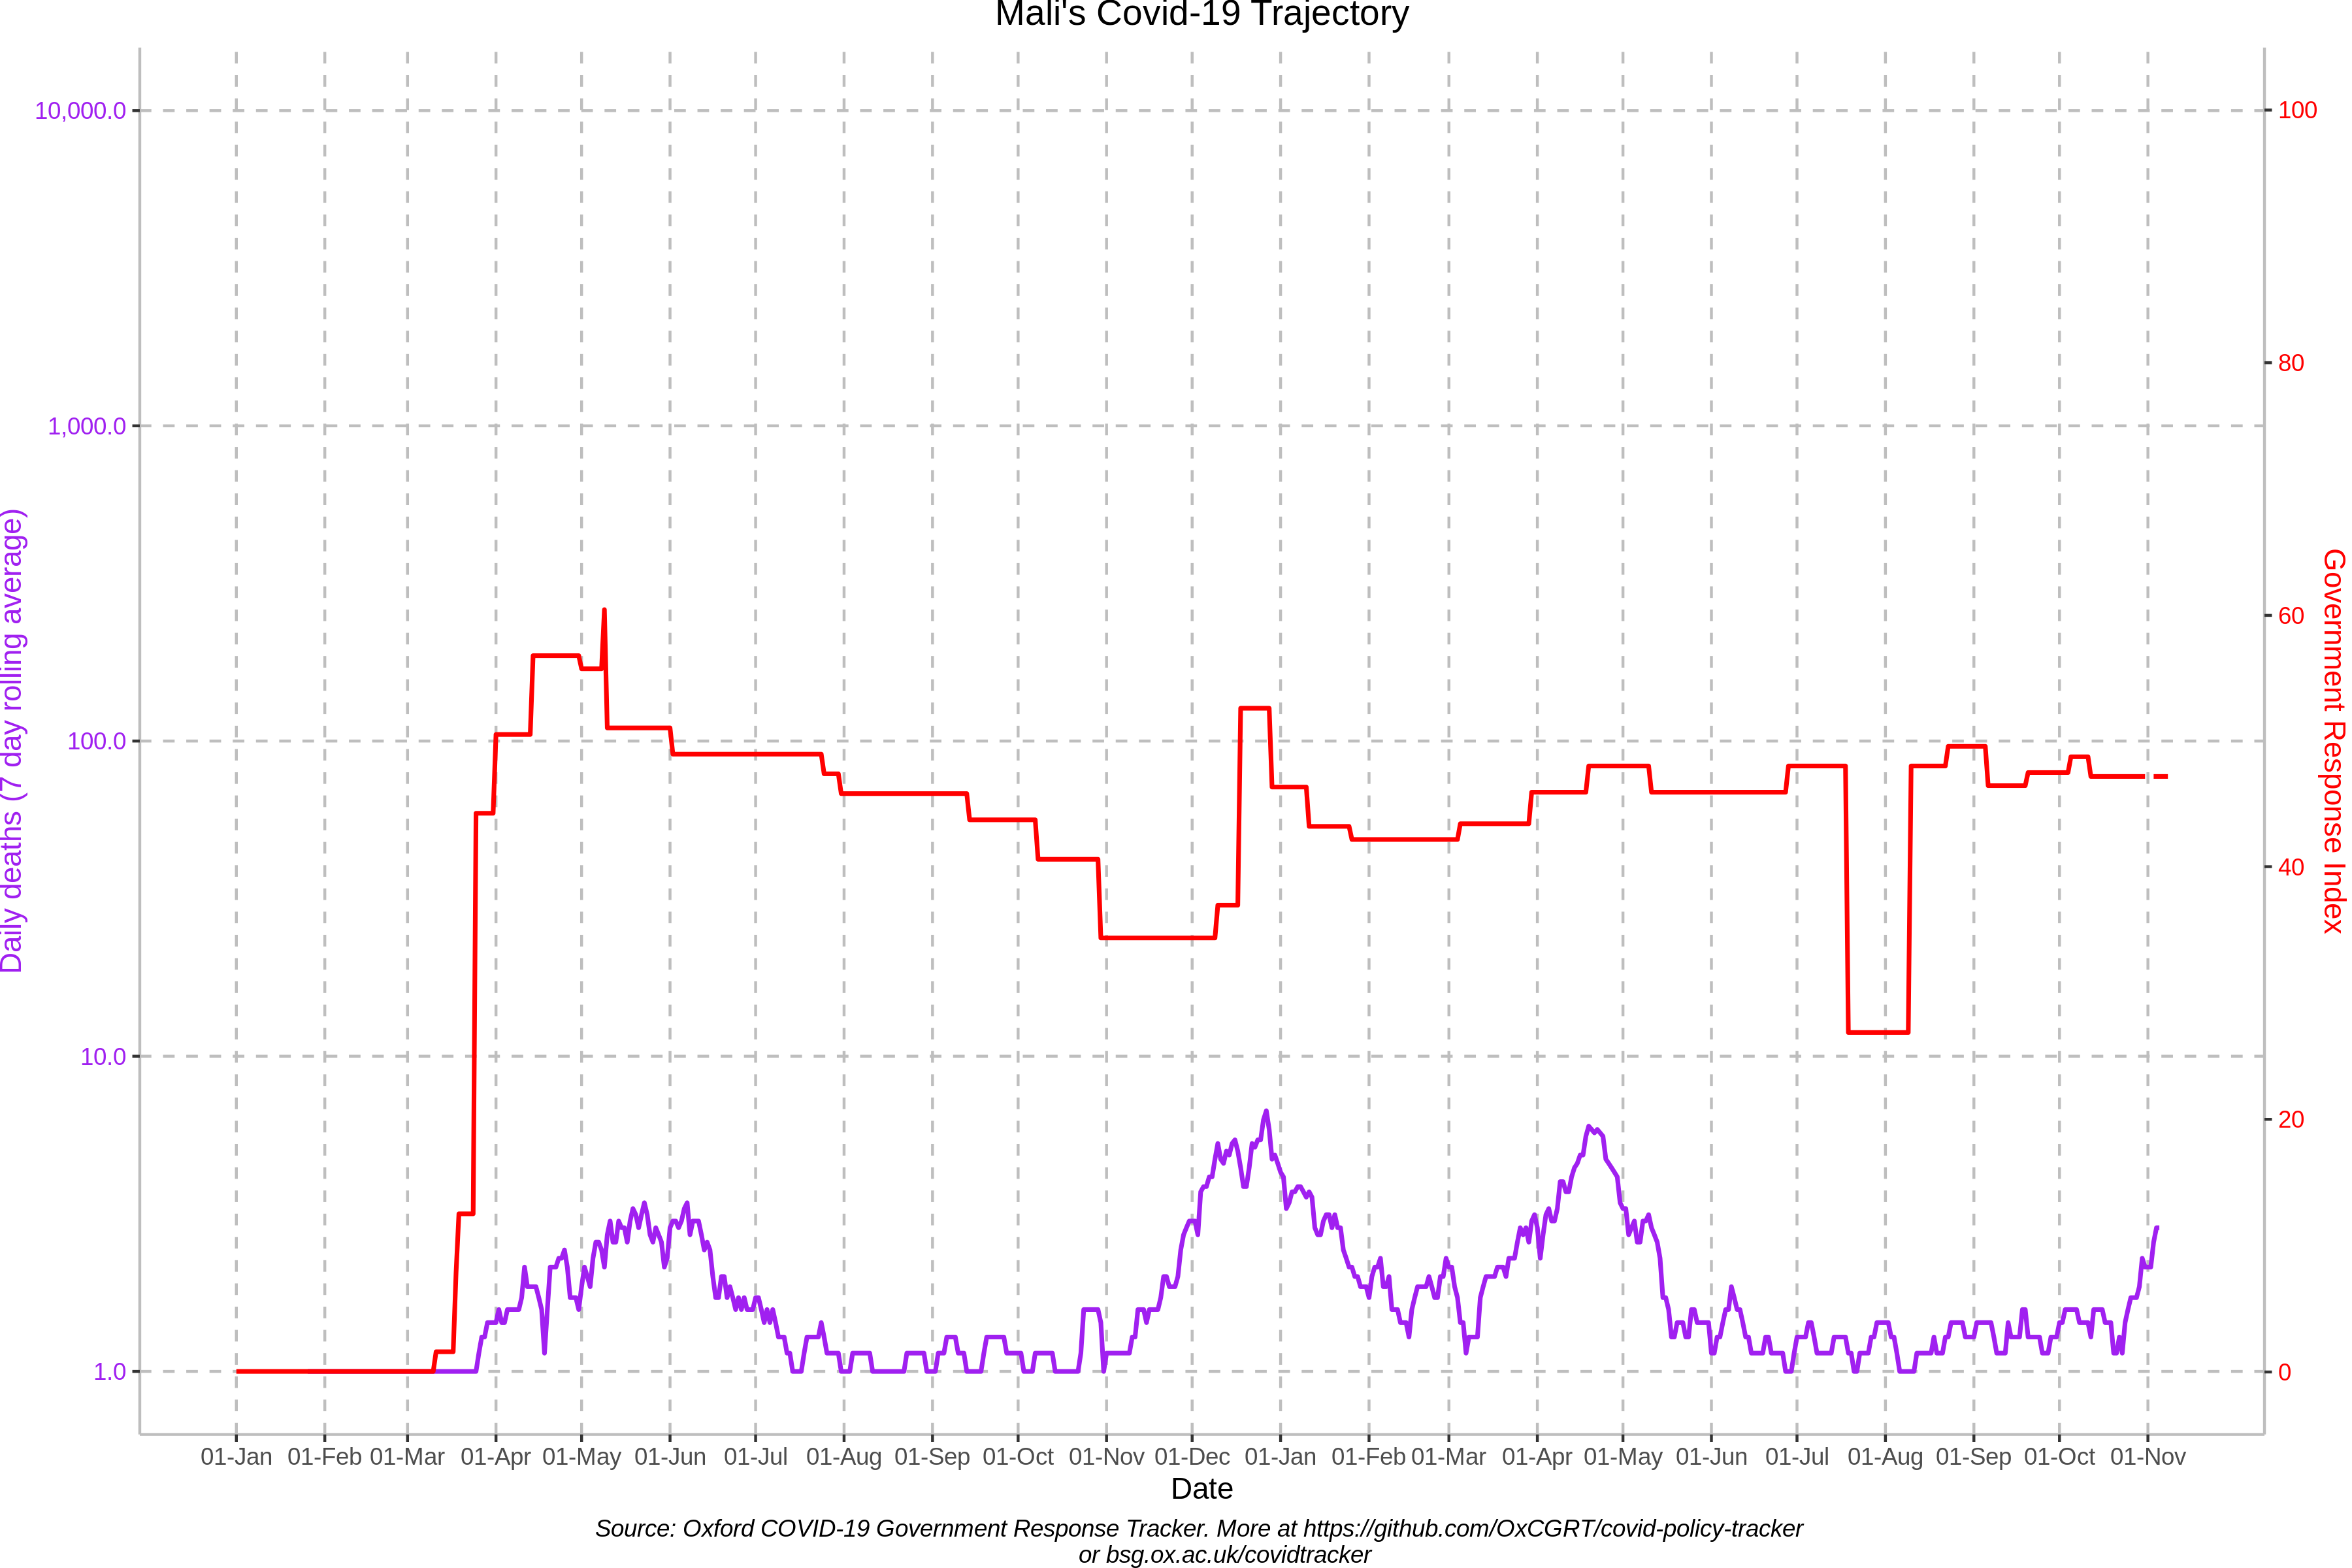 Mali's Covid-19 Trajectory
10,000.0
1,000.0
100.0
10.0
1.0
Daily deaths (7 day rolling average)
100
80
60
40
20
0
Government Response Index
01-Jan 01-Feb 01-Mar 01-Apr 01-May 01-Jun 01-Jul 01-Aug 01-Sep 01-Oct 01-Nov 01-Dec 01-Jan 01-Feb 01-Mar 01-Apr 01-May 01-Jun 01-Jul 01-Aug 01-Sep 01-Oct 01-Nov
Date
Source: Oxford COVID-19 Government Response Tracker. More at https://github.com/OxCGRT/covid-policy-tracker
or bsg.ox.ac.uk/covidtracker